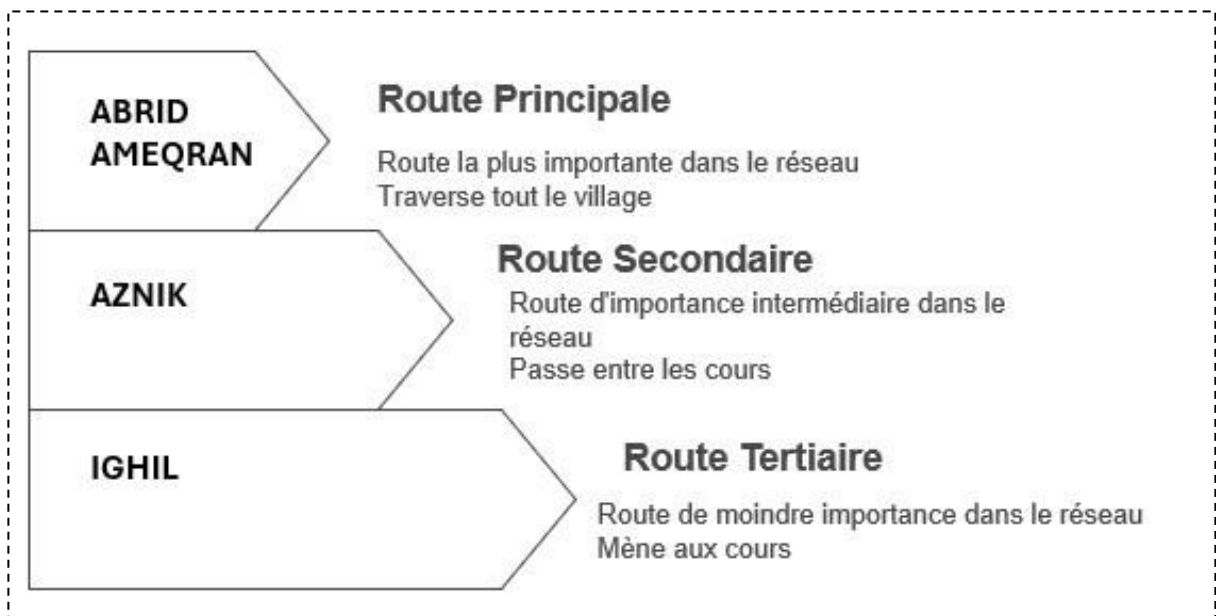 ABRID
AMEQRAN
Route Principale
Route la plus importante dans le réseau
Traverse tout le village
AZNIK
Route Secondaire
Route d'importance intermédiaire dans le
réseau
Passe entre les cours
IGHIL
Route Tertiaire
Route de moindre importance dans le réseau
Mène aux cours